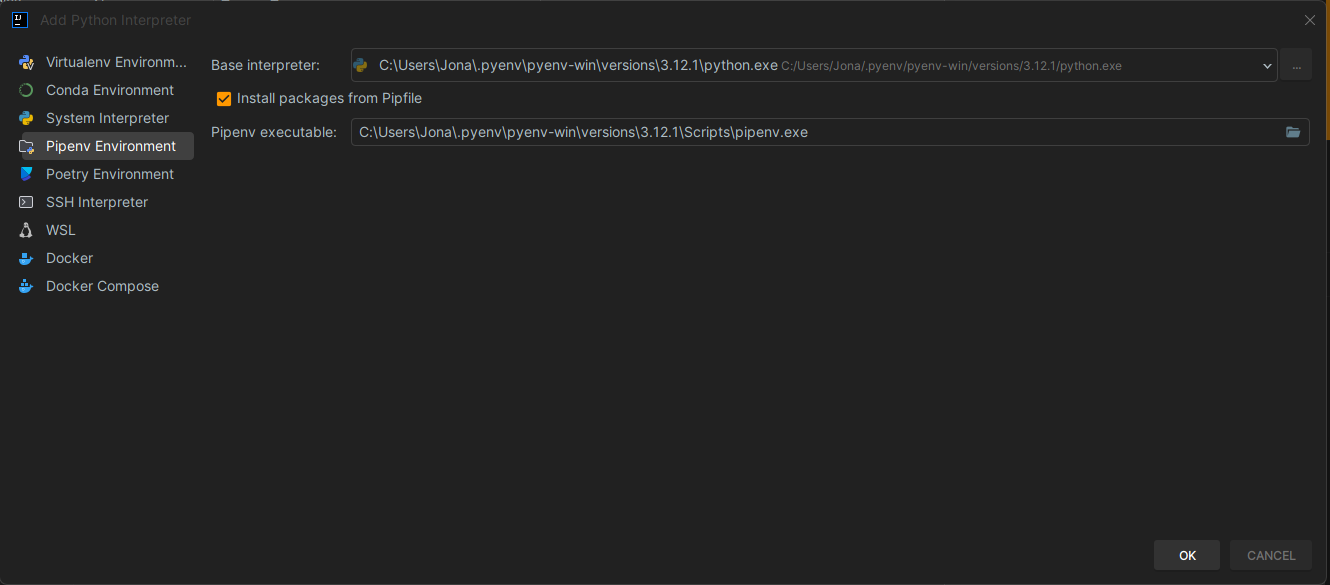 Add Python Interpreter
Virtualenv Environm...
Conda Environment
System Interpreter
Pipenv Environment
Poetry Environment
SSH Interpreter
WSL
Docker
Docker Compose
Base interpreter: C:\Users\Jona\.pyenv\pyenv-win\versions\3.12.1\python.exe C:/Users/Jona/.pyenv/pyenv-win/versions/3.12.1/python.exe ...
Install packages from Pipfile
Pipenv executable: C:\Users\Jona\.pyenv\pyenv-win\versions\3.12.1\Scripts\pipenv.exe
OK CANCEL